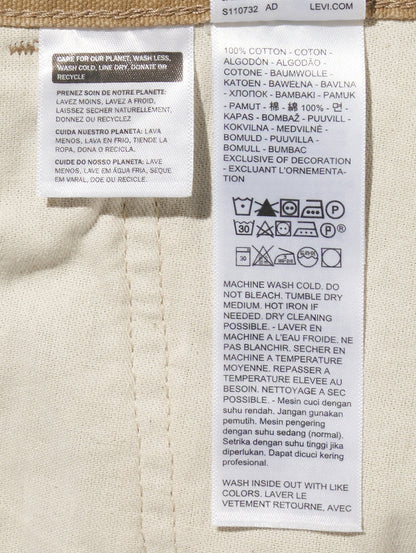 S110732 AD LEVI.COM
CARE FOR OUR PLANET: WASH LESS,
WASH COLD, LINE DRY, DONATE OR
RECYCLE
PRENEZ SOIN DE NOTRE PLANETE:
LAVEZ MOINS, LAVEZ A FROID,
LAISSEZ SECHER NATURELLEMENT,
DONNEZ OU RECYCLEZ
CUIDA NUESTRO PLANETA: LAVA
MENOS, LAVA EN FRIO, TIENDE LA
ROPA, DONA O RECICLA.
CUIDE DO NOSSO PLANETA: LAVE
MENOS, LAVE EM ÁGUA FRIA, SEQUE
EM VARAL, DOE OU RECICLE.
100% COTTON - COTON -
ALGODÓN - ALGODÃO -
COTONE - BAUMWOLLE -
KATOEN - BAWEŁNA - BAVLNA
- ХЛОПОК - BAMBAKI - PAMUK
- PAMUT - 棉 - 綿 100% - 면 -
KAPAS - BOMBAŽ - PUUVILL -
KOKVILNA - MEDVILNĖ -
BOMULD - PUUVILLA -
BOMULL - BUMBAC
EXCLUSIVE OF DECORATION
- EXCLUANT L'ORNEMENTA-
TION
P
30 P ®
30
MACHINE WASH COLD. DO
NOT BLEACH. TUMBLE DRY
MEDIUM. HOT IRON IF
NEEDED. DRY CLEANING
POSSIBLE. - LAVER EN
MACHINE A L'EAU FROIDE. NE
PAS BLANCHIR. SECHER EN
MACHINE A TEMPERATURE
MOYENNE. REPASSER A
TEMPERATURE ELEVEE AU
BESOIN. NETTOYAGE A SEC
POSSIBLE. - Mesin cuci dengan
suhu rendah. Jangan gunakan
pemutih. Mesin pengering
dengan suhu sedang (normal).
Setrika dengan suhu tinggi jika
diperlukan. Dapat dicuci kering
profesional.
WASH INSIDE OUT WITH LIKE
COLORS. LAVER LE
VETEMENT RETOURNE, AVEC